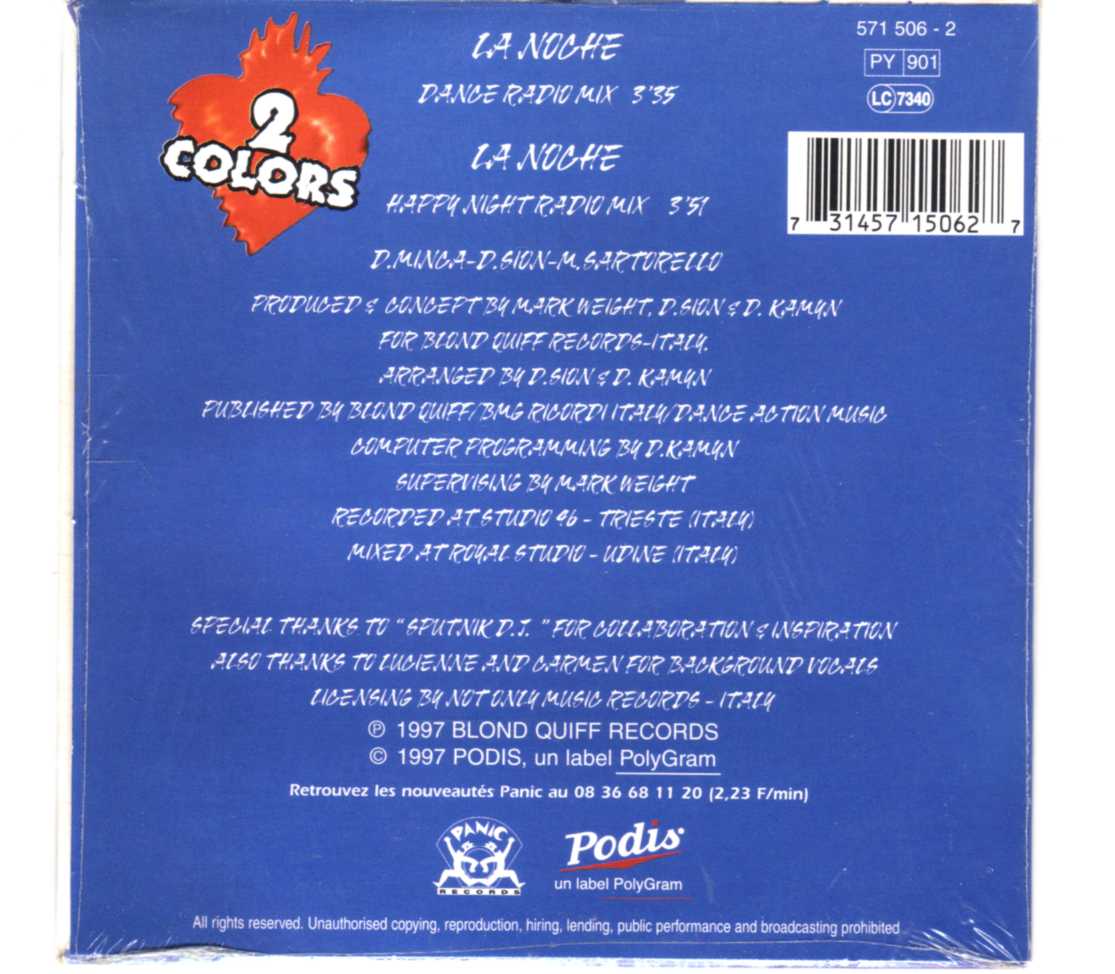 2
COLORS
LA NOCHE
DANCE RADIO MIX 3'35
LA NOCHE
HAPPY NIGHT RADIO MIX 3'51
571 506 - 2
PY 901
LC 7340
7 31457 15062 7
D.MINCA-D.SION-M.SARTORELLO
PRODUCED & CONCEPT BY MARK WEIGHT, D.SION & D. KAMYN
FOR BLOND QUIFF RECORDS-ITALY.
ARRANGED BY D.SION & D. KAMYN
PUBLISHED BY BLOND QUIFF/BMG RICORDI ITALY/DANCE ACTION MUSIC
COMPUTER PROGRAMMING BY D.KAMYN
SUPERVISING BY MARK WEIGHT
RECORDED AT STUDIO 96 - TRIESTE (ITALY)
MIXED AT ROYAL STUDIO - UDINE (ITALY)
SPECIAL THANKS TO "SPUTNIK D.J. " FOR COLLABORATION & INSPIRATION
ALSO THANKS TO LUCIENNE AND CARMEN FOR BACKGROUND VOCALS
LICENSING BY NOT ONLY MUSIC RECORDS - ITALY
℗ 1997 BLOND QUIFF RECORDS
© 1997 PODIS, un label PolyGram
Retrouvez les nouveautés Panic au 08 36 68 11 20 (2,23 F/min)
PANIC
RECORDS
Podis
un label PolyGram
All rights reserved. Unauthorised copying, reproduction, hiring, lending, public performance and broadcasting prohibited